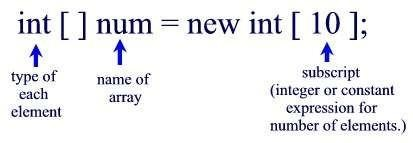 int [ ] num = new int [ 10 ];
type of
each
element
name of
array
subscript
(integer or constant
expression for
number of elements.)